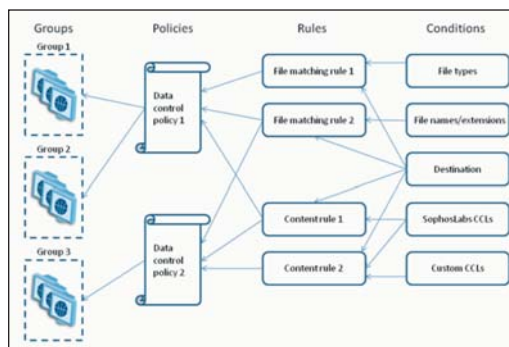 Groups
Policies
Rules
Conditions
Group 1
Group 2
Group 3
Data
control
policy 1
Data
control
policy 2
File matching rule 1
File matching rule 2
Content rule 1
Content rule 2
File types
File names/extensions
Destination
SophosLabs CCLs
Custom CCLs